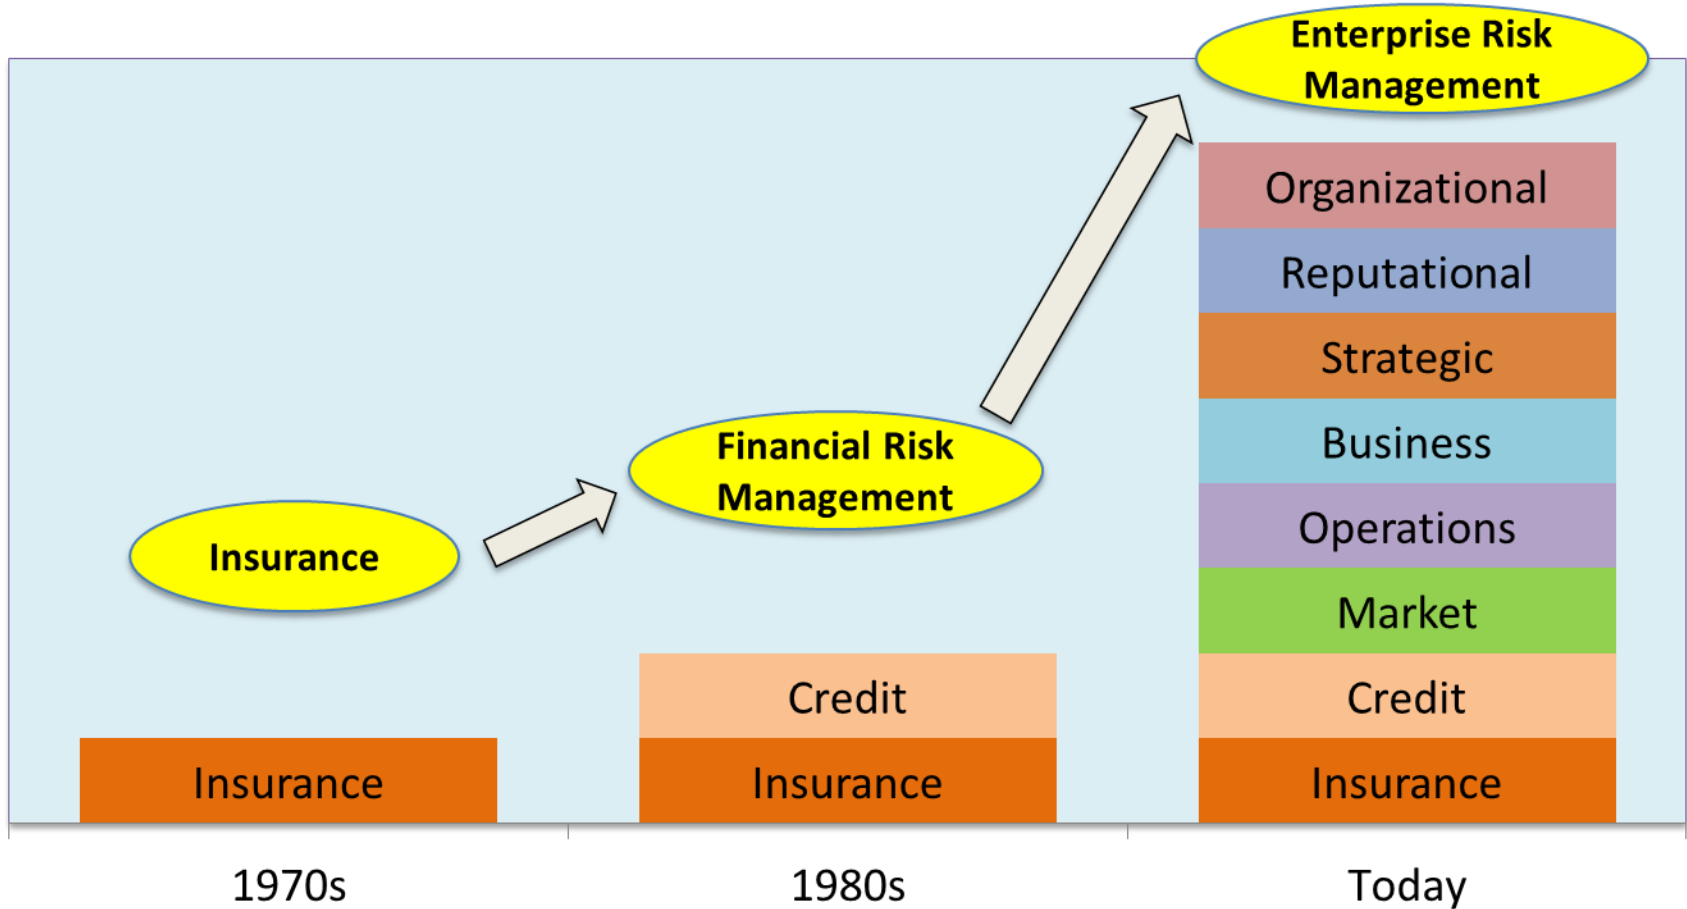 Enterprise Risk
Management
Organizational
Reputational
Strategic
Business
Financial Risk
Management
Operations
Insurance
Market
Credit
Credit
Insurance
Insurance
Insurance
1970s
1980s
Today